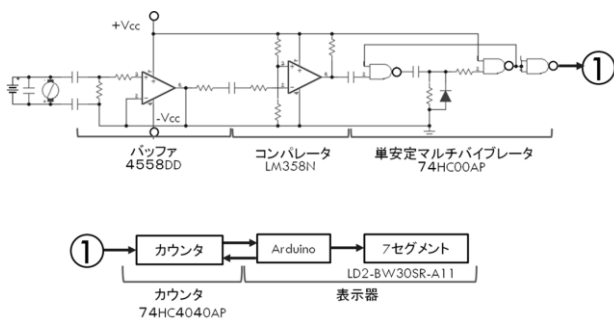 +Vcc
-Vcc
バッファ
4558DD
コンパレータ
LM358N
単安定マルチバイブレータ
74HC00AP
①
①
カウンタ
Arduino
7セグメント
LD2-BW30SR-A11
カウンタ
74HC4040AP
表示器